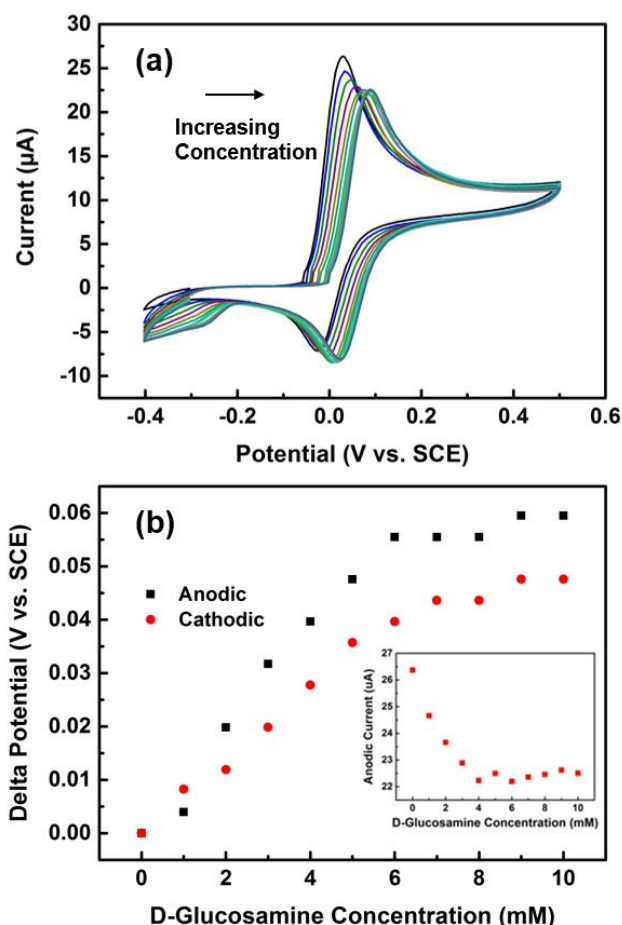 (a)
Increasing
Concentration
30
25
20
15
10
5
0
-5
-10
Current (µA)
-0.4
-0.2
0.0
0.2
0.4
0.6
Potential (V vs. SCE)
(b)
Anodic
Cathodic
0.06
0.05
0.04
0.03
0.02
0.01
0.00
Delta Potential (V vs. SCE)
27
26
25
24
23
22
Anodic Current (uA)
0 2 4 6 8 10
D-Glucosamine Concentration (mM)
0 2 4 6 8 10
D-Glucosamine Concentration (mM)